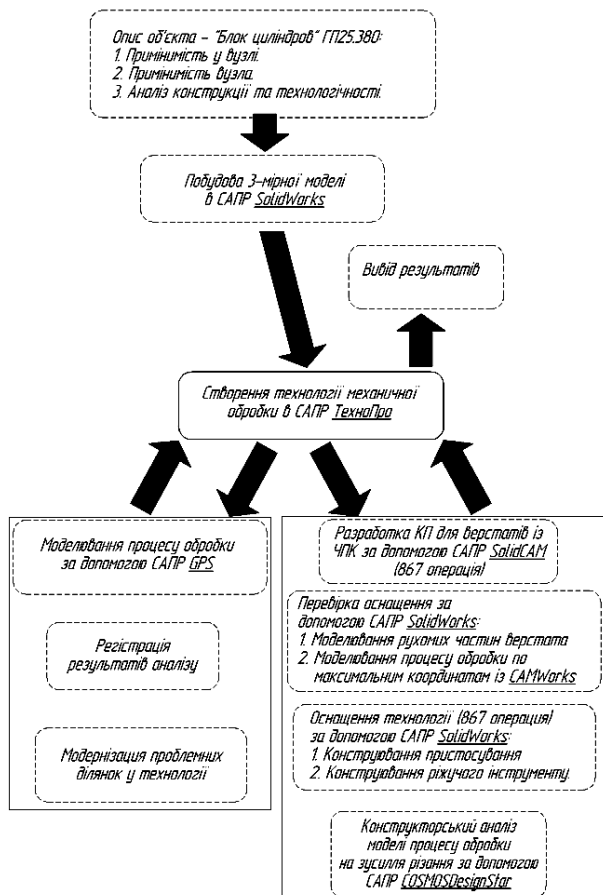 Опис об'єкта – "Блок циліндров" ГП25.380:
1. Примінимість у вузлі.
2. Примінимість вузла.
3. Аналіз конструкції та технологічності.
Побудова 3-мірної моделі
в САПР SolidWorks
Вивід результатів
Створення технології механичної
обробки в САПР ТехноПро
Моделювання процесу обробки
за допомогою САПР GPS
Регістрація
результатів аналізу
Модернізація проблемних
ділянок у технології
Разработка КП для верстатів із
ЧПК за допомогою САПР SolidCAM
(867 операція)
Перевірка оснащення за
допомогою САПР SolidWorks:
1. Моделювання рухомих частин верстата
2. Моделювання процесу обробки по
максимальним координатам із CAMWorks
Оснащення технології (867 операція)
за допомогою САПР SolidWorks:
1. Конструювання пристосування
2. Конструювання ріжучого інструменту.
Конструкторський аналіз
моделі процесу обробки
на зусилля різання за допомогою
САПР COSMOSDesignStar